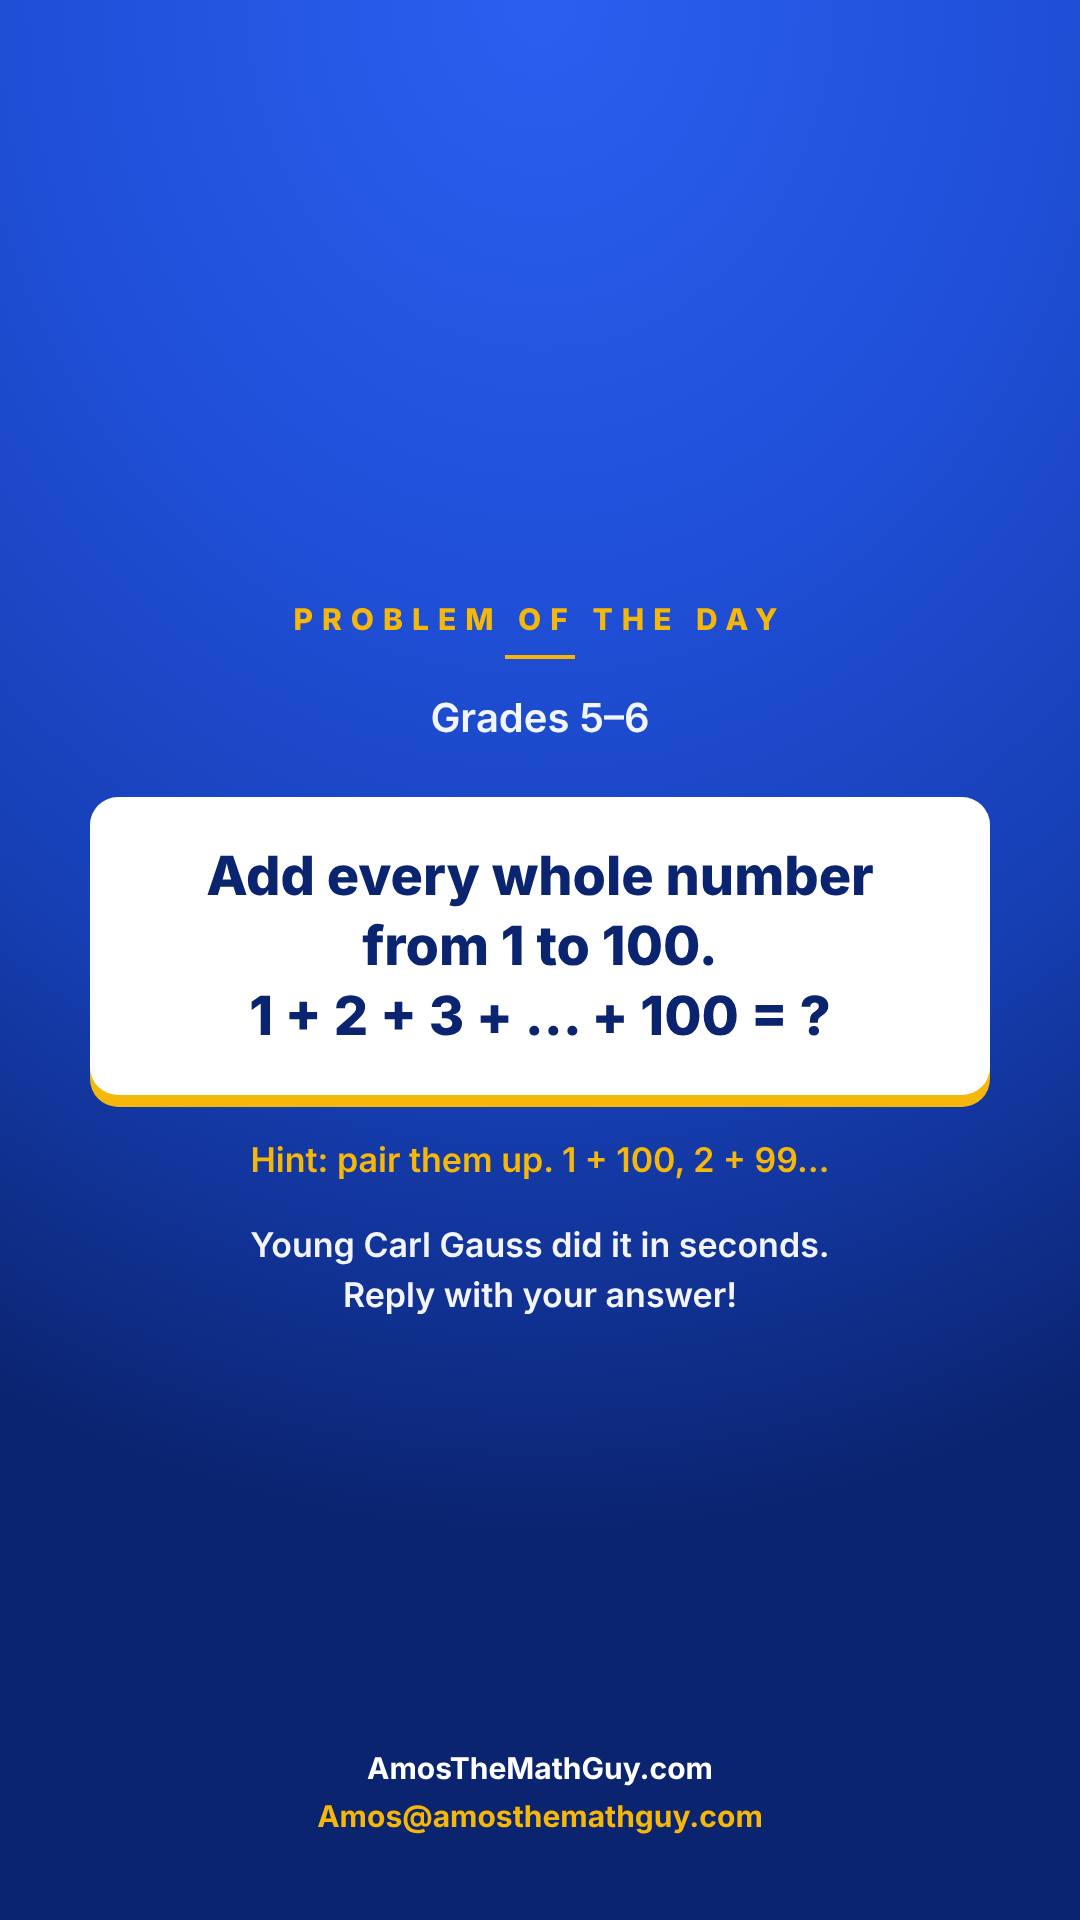 PROBLEM OF THE DAY
Grades 5–6
Add every whole number
from 1 to 100.
1 + 2 + 3 + … + 100 = ?
Hint: pair them up. 1 + 100, 2 + 99…
Young Carl Gauss did it in seconds.
Reply with your answer!
AmosTheMathGuy.com
Amos@amosthemathguy.com